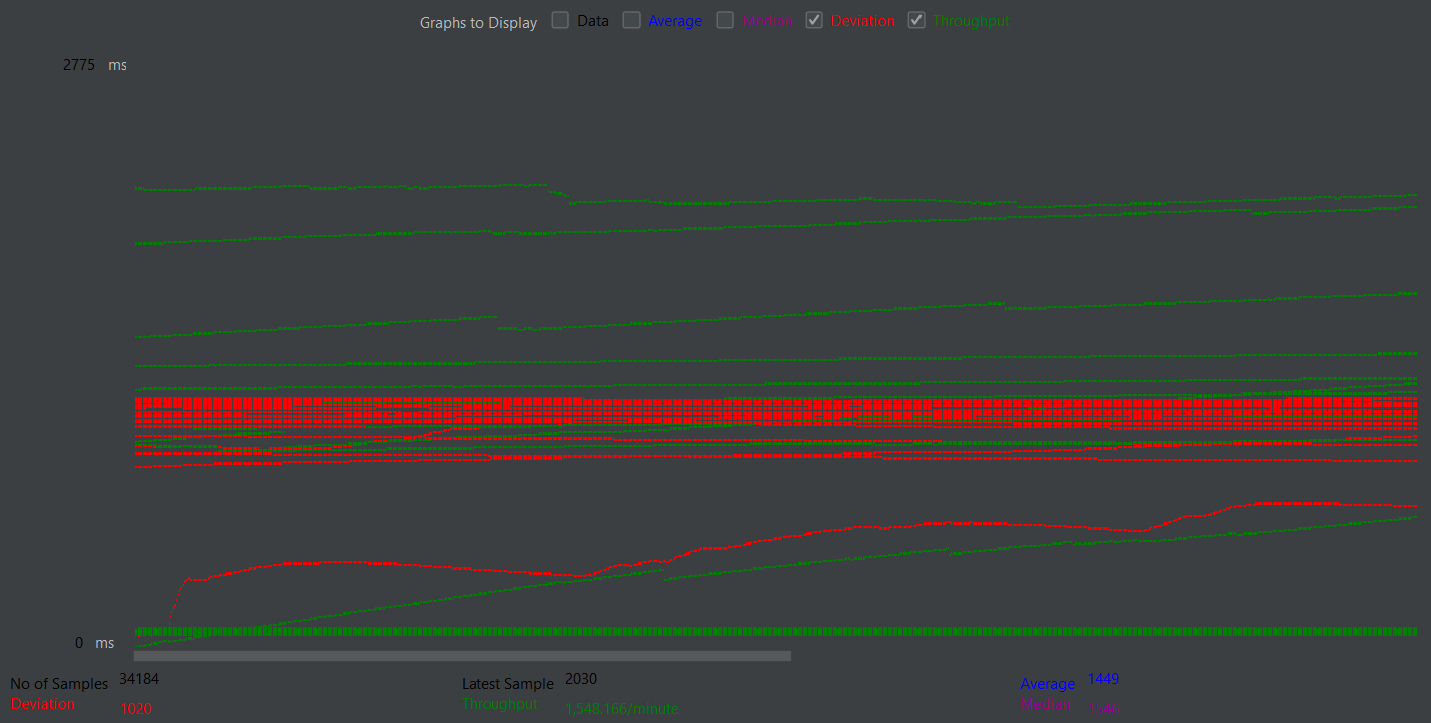 Graphs to Display Data Average Median Deviation Throughput
2775 ms
0 ms
No of Samples 34184 Latest Sample 2030 Average 1449
Deviation 1020 Throughput 1,548.166/minute Median